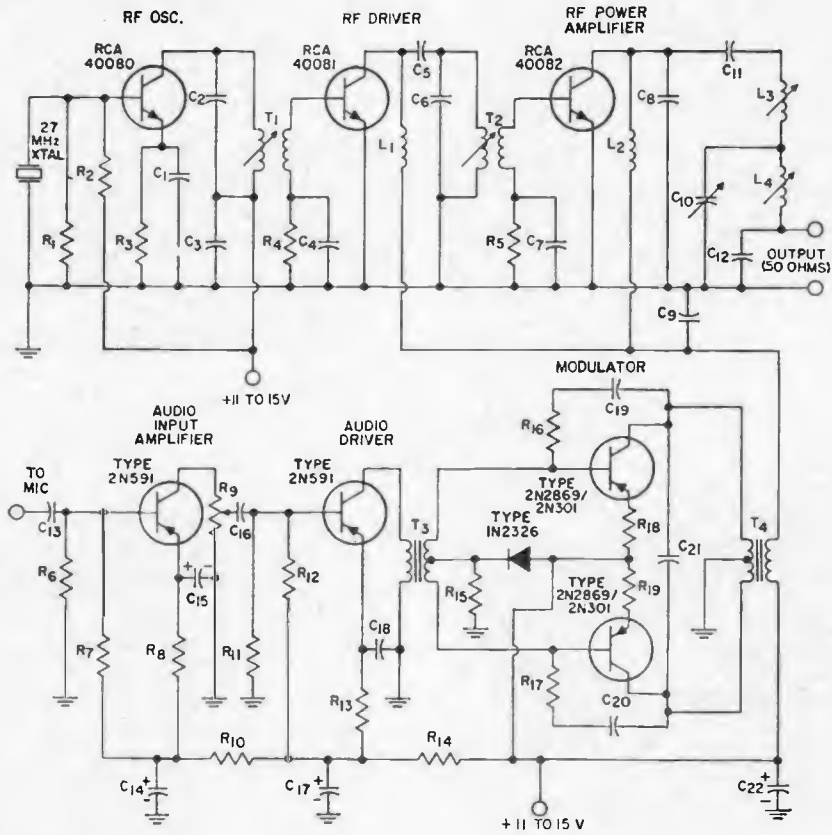 RF OSC.
RF DRIVER
RF POWER
AMPLIFIER
RCA
40080
RCA
40081
RCA
40082
C5
C11
C2
C6
C8
L3
T1
T2
27
MHz
XTAL
R2
C1
L1
L2
C10
L4
R1
R3
C3
R4
C4
R5
C7
C12
OUTPUT
(50 OHMS)
C9
+11 TO 15V
MODULATOR
AUDIO
INPUT
AMPLIFIER
AUDIO
DRIVER
C19
R16
TYPE
2N591
TYPE
2N591
TO
MIC
R9
C13
C16
TYPE
2N2869/
2N301
T3
TYPE
1N2326
R18
T4
C21
R6
+ -
C15
R12
R15
TYPE
2N2869/
2N301
R19
C18
R7
R8
R11
R17
R13
C20
R10
R14
C14 + -
C17 + -
C22 + -
+11 TO 15 V